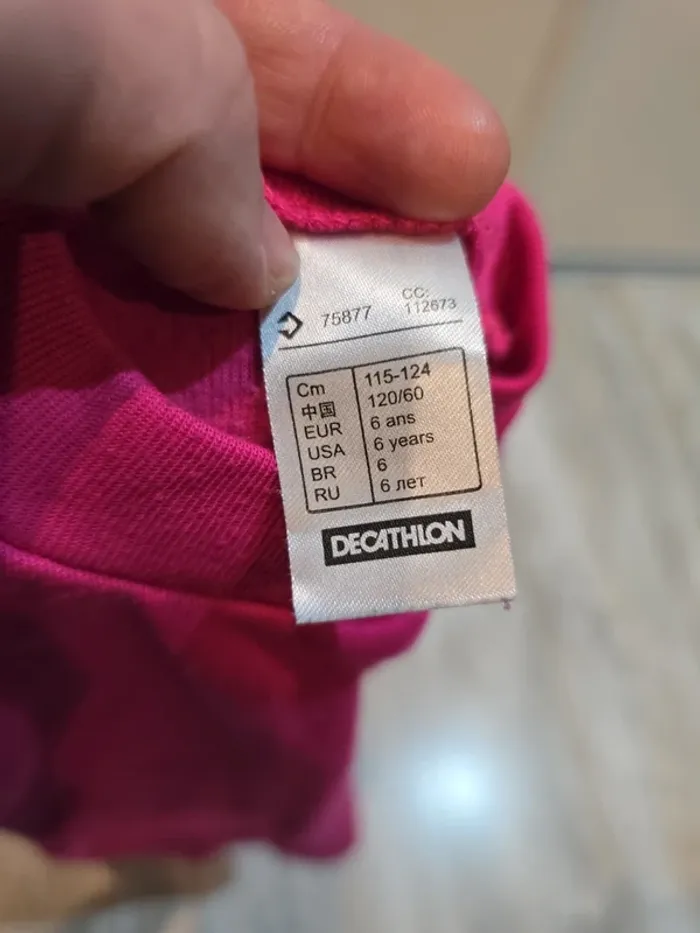 75877 CC:
112673
Cm 115-124
中国 120/60
EUR 6 ans
USA 6 years
BR 6
RU 6 лет
DECATHLON